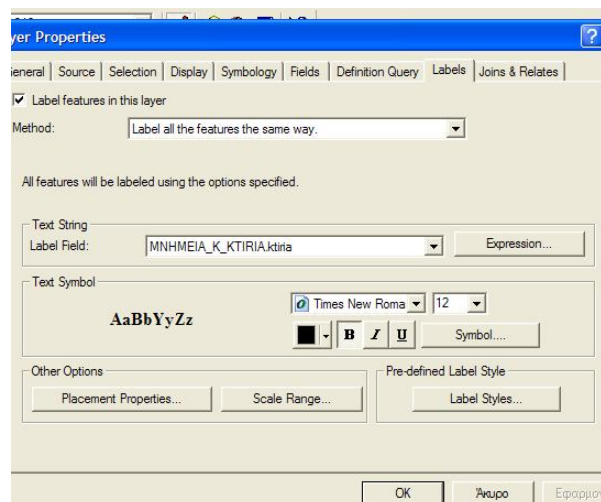 yer Properties
?
eneral Source Selection Display Symbology Fields Definition Query Labels Joins & Relates
Label features in this layer
Method: Label all the features the same way.
All features will be labeled using the options specified.
Text String
Label Field: MNHMEIA_K_KTIRIA.ktiria Expression...
Text Symbol
AaBbYyZz
Times New Roma 12
B I U Symbol....
Other Options Pre-defined Label Style
Placement Properties... Scale Range... Label Styles...
OK Άκυρο Εφαρμο